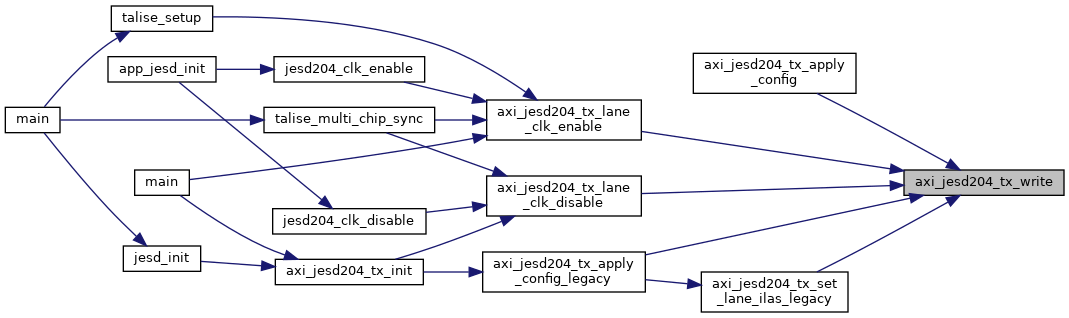 talise_setup
app_jesd_init
jesd204_clk_enable
axi_jesd204_tx_apply
_config
main
talise_multi_chip_sync
axi_jesd204_tx_lane
_clk_enable
main
axi_jesd204_tx_write
axi_jesd204_tx_lane
_clk_disable
jesd204_clk_disable
jesd_init
axi_jesd204_tx_init
axi_jesd204_tx_apply
_config_legacy
axi_jesd204_tx_set
_lane_ilas_legacy